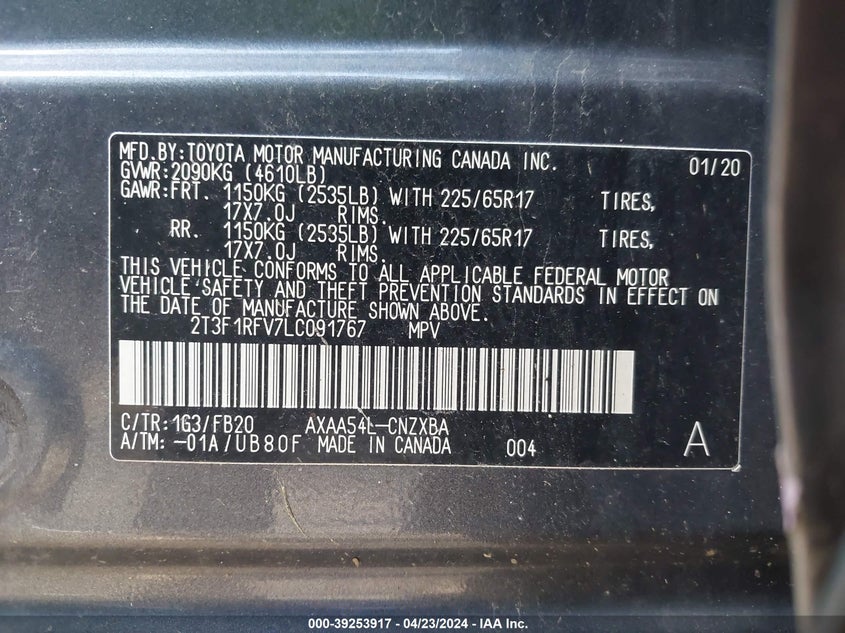 MFD.BY:TOYOTA MOTOR MANUFACTURING CANADA INC. 01/20
GVWR:2090KG (4610LB)
GAWR:FRT. 1150KG (2535LB) WITH 225/65R17 TIRES,
17X7.0J RIMS.
RR. 1150KG (2535LB) WITH 225/65R17 TIRES,
17X7.0J RIMS.
THIS VEHICLE CONFORMS TO ALL APPLICABLE FEDERAL MOTOR
VEHICLE SAFETY AND THEFT PREVENTION STANDARDS IN EFFECT ON
THE DATE OF MANUFACTURE SHOWN ABOVE.
2T3F1RFV7LC091767 MPV
C/TR:1G3/FB20 AXAA54L-CNZXBA
A/TM:-01A/UB80F MADE IN CANADA 004 A
000-39253917 - 04/23/2024 - IAA Inc.